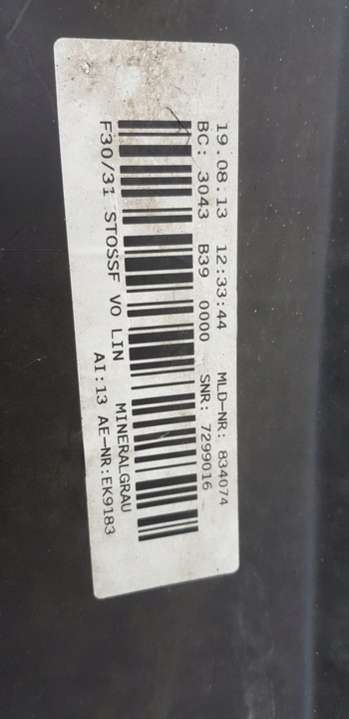 19.08.13 12:33:44 MLD-NR: 834074
BC: 3043 B39 0000 SNR: 7299016
F30/31 STOSSF VO LIN MINERALGRAU
AI:13 AE-NR:EK9183